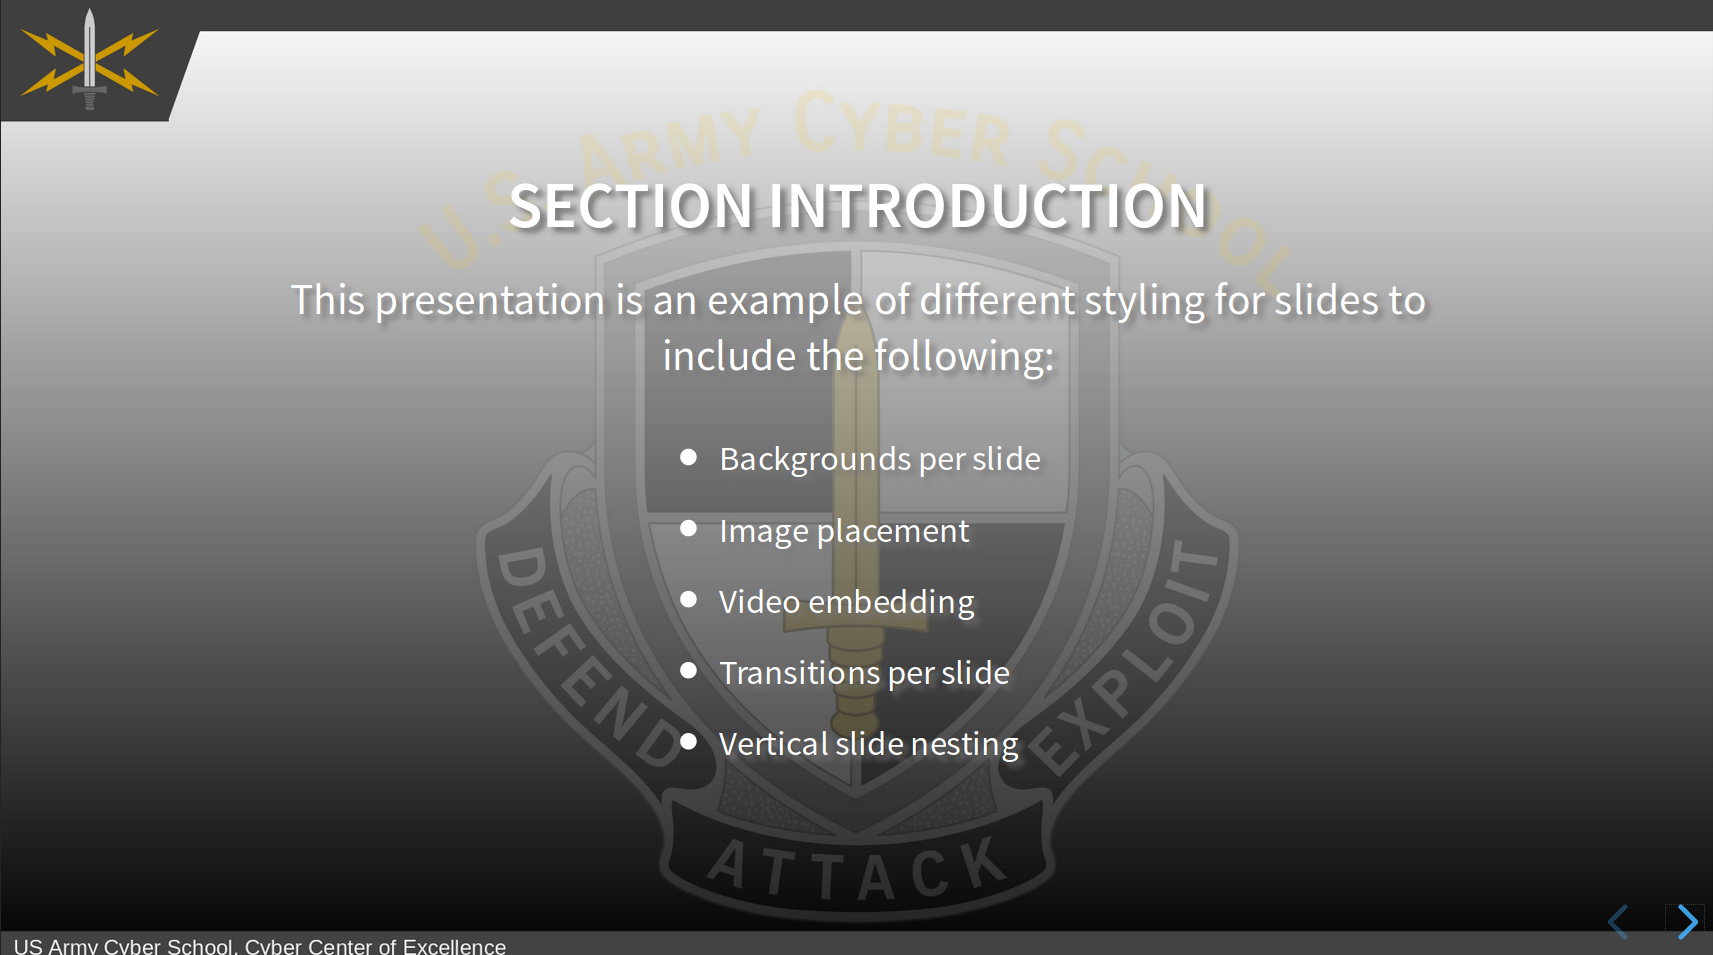 U.S. ARMY CYBER SCHOOL
SECTION INTRODUCTION
This presentation is an example of different styling for slides to
include the following:
Backgrounds per slide
Image placement
Video embedding
Transitions per slide
Vertical slide nesting
DEFEND
ATTACK
EXPLOIT
US Army Cyber School, Cyber Center of Excellence